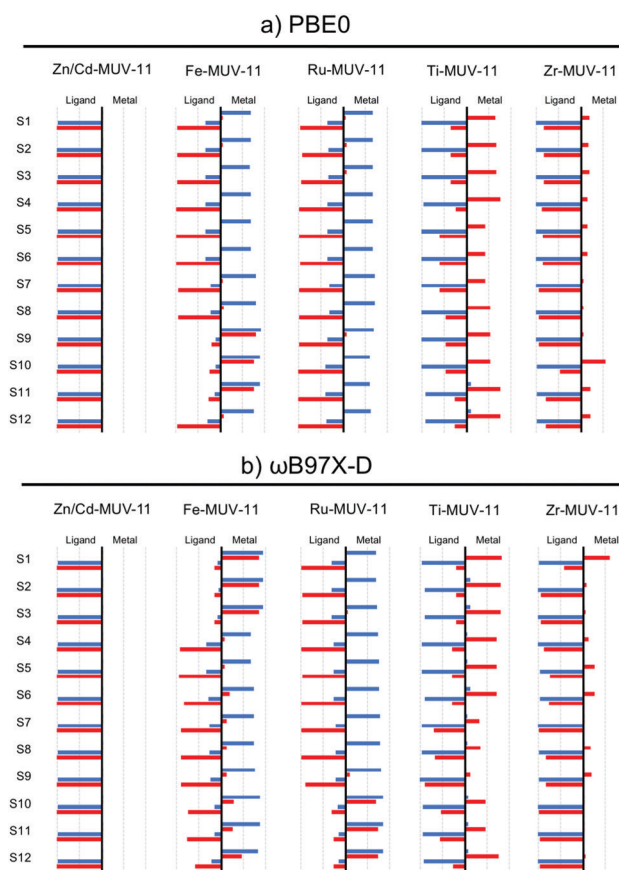 a) PBE0
Zn/Cd-MUV-11 Fe-MUV-11 Ru-MUV-11 Ti-MUV-11 Zr-MUV-11
Ligand Metal Ligand Metal Ligand Metal Ligand Metal Ligand Metal
S1
S2
S3
S4
S5
S6
S7
S8
S9
S10
S11
S12
b) ωB97X-D
Zn/Cd-MUV-11 Fe-MUV-11 Ru-MUV-11 Ti-MUV-11 Zr-MUV-11
Ligand Metal Ligand Metal Ligand Metal Ligand Metal Ligand Metal
S1
S2
S3
S4
S5
S6
S7
S8
S9
S10
S11
S12